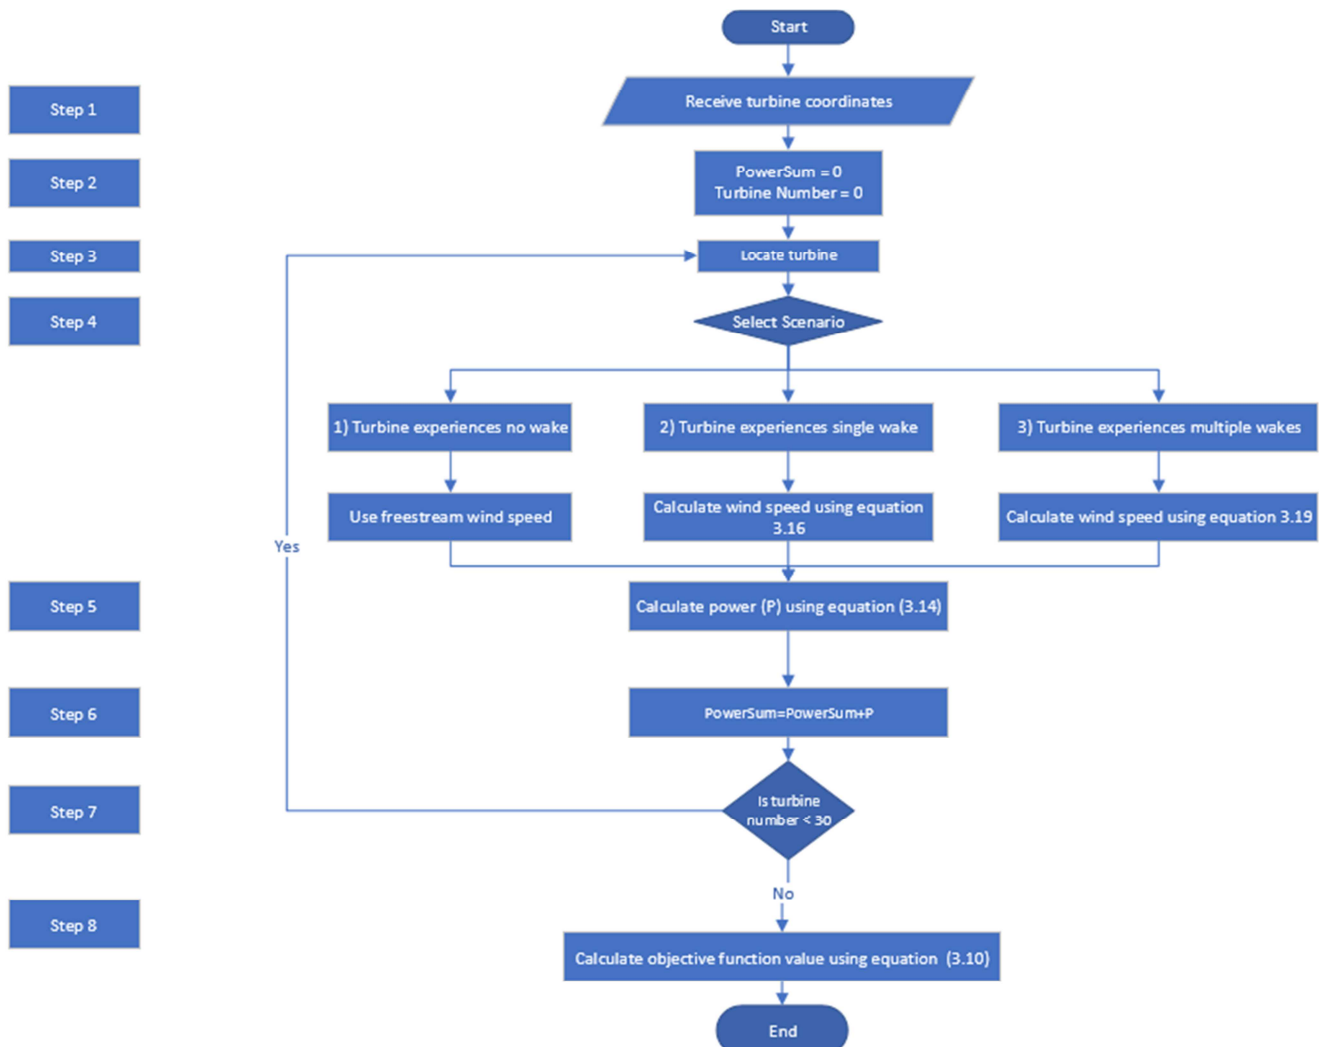 Start
Step 1
Receive turbine coordinates
Step 2
PowerSum = 0
Turbine Number = 0
Step 3
Locate turbine
Step 4
Select Scenario
1) Turbine experiences no wake
2) Turbine experiences single wake
3) Turbine experiences multiple wakes
Use freestream wind speed
Calculate wind speed using equation
3.16
Calculate wind speed using equation 3.19
Yes
Step 5
Calculate power (P) using equation (3.14)
Step 6
PowerSum=PowerSum+P
Step 7
Is turbine
number < 30
No
Step 8
Calculate objective function value using equation (3.10)
End